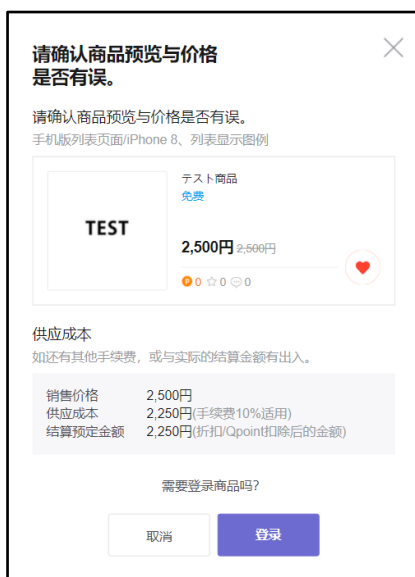 请确认商品预览与价格
是否有误。
请确认商品预览与价格是否有误。
手机版列表页面/iPhone 8、列表显示图例
TEST
テスト商品
免费
2,500円 2,500円
P 0 0 0
供应成本
如还有其他手续费，或与实际的结算金额有出入。
销售价格 2,500円
供应成本 2,250円(手续费10%适用)
结算预定金额 2,250円(折扣/Qpoint扣除后的金额)
需要登录商品吗?
取消 登录